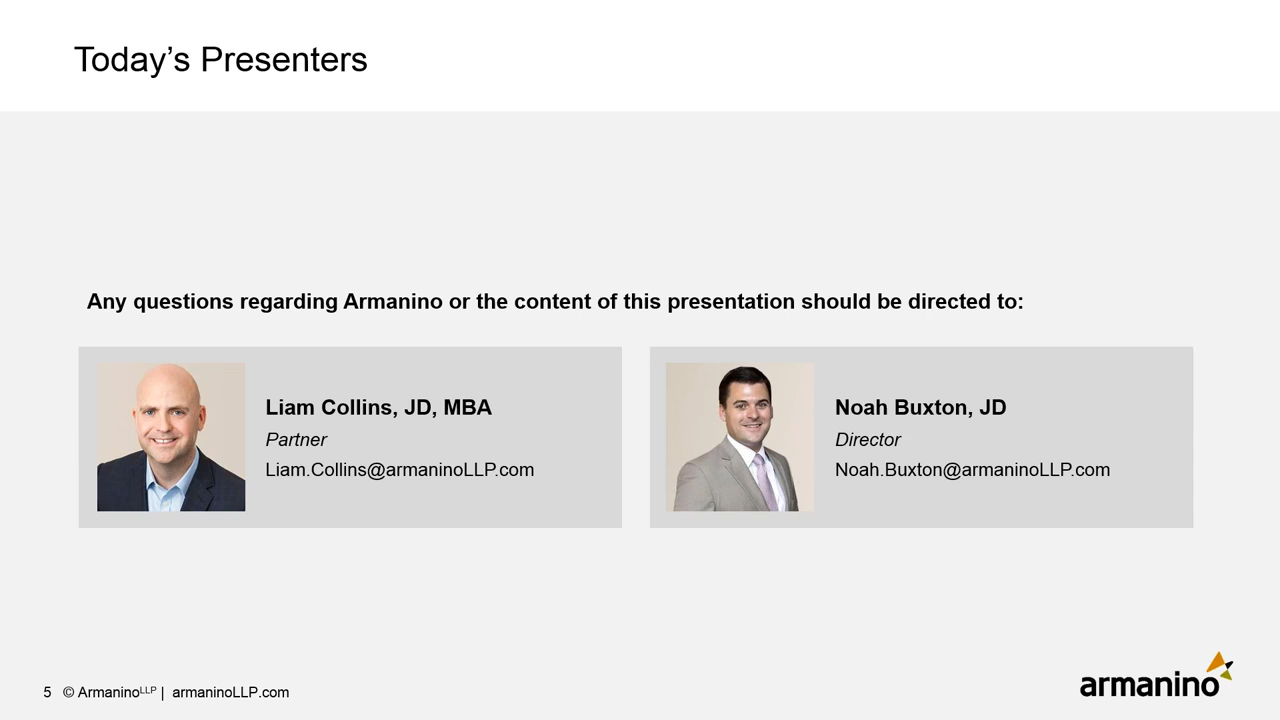 Today’s Presenters
Any questions regarding Armanino or the content of this presentation should be directed to:
Liam Collins, JD, MBA
Partner
Liam.Collins@armaninoLLP.com
Noah Buxton, JD
Director
Noah.Buxton@armaninoLLP.com
5 © ArmaninoLLP | armaninoLLP.com
armanino